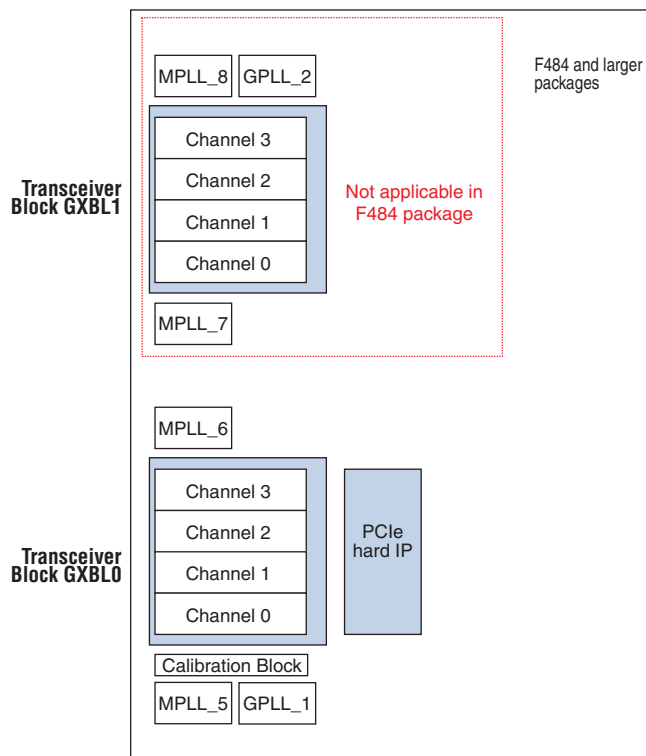 F484 and larger
packages
MPLL_8
GPLL_2
Channel 3
Channel 2
Channel 1
Channel 0
Transceiver
Block GXBL1
Not applicable in
F484 package
MPLL_7
MPLL_6
Channel 3
Channel 2
Channel 1
Channel 0
Transceiver
Block GXBL0
PCIe
hard IP
Calibration Block
MPLL_5
GPLL_1